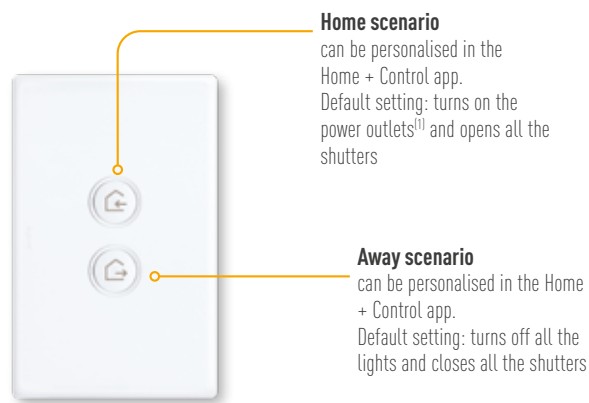 Home scenario
can be personalised in the
Home + Control app.
Default setting: turns on the
power outlets(1) and opens all the
shutters
Away scenario
can be personalised in the Home
+ Control app.
Default setting: turns off all the
lights and closes all the shutters